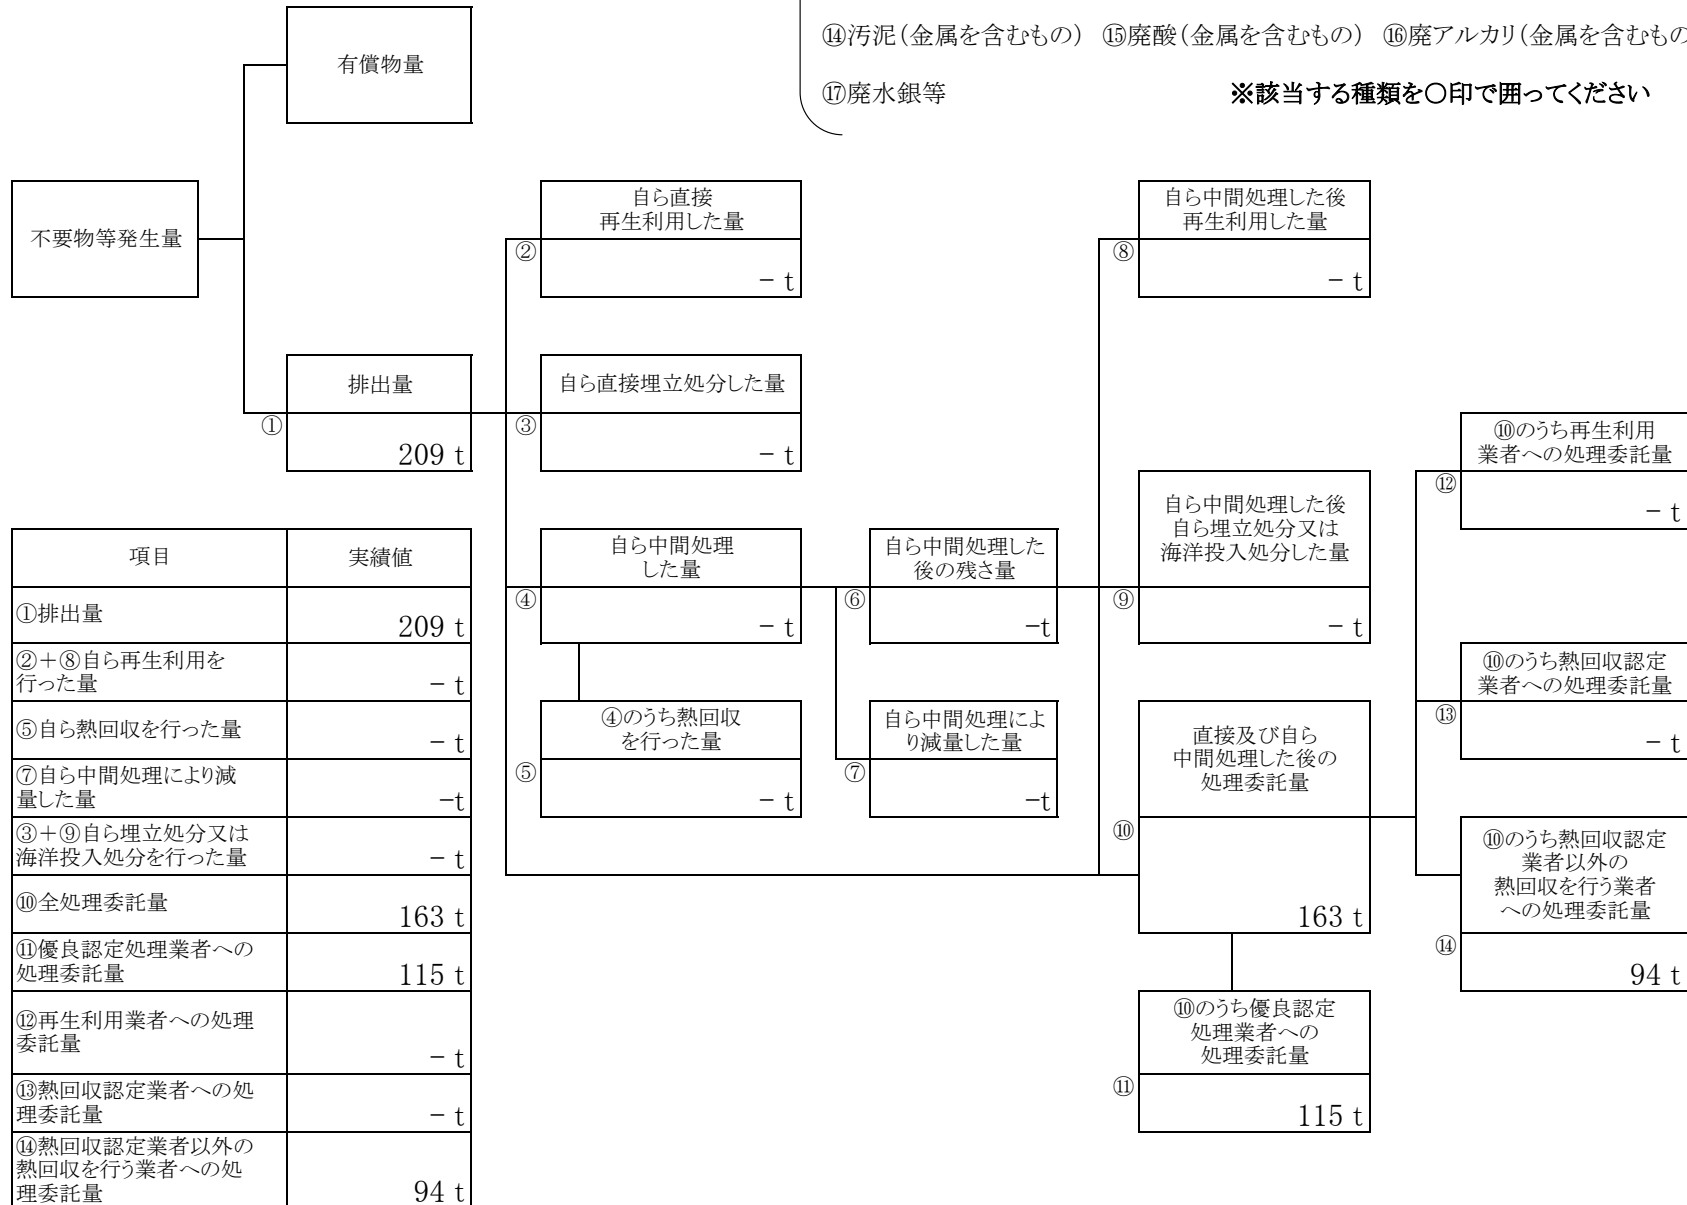 ⑭汚泥（金属を含むもの） ⑮廃酸（金属を含むもの） ⑯廃アルカリ（金属を含むもの
⑰廃水銀等 ※該当する種類を○印で囲ってください
有償物量
不要物等発生量
排出量
①
209 t
自ら直接
再生利用した量
②
－ t
自ら直接埋立処分した量
③
－ t
自ら中間処理
した量
④
－ t
④のうち熱回収
を行った量
⑤
－ t
自ら中間処理した
後の残さ量
⑥
－t
自ら中間処理によ
り減量した量
⑦
－t
自ら中間処理した後
再生利用した量
⑧
－ t
自ら中間処理した後
自ら埋立処分又は
海洋投入処分した量
⑨
－ t
直接及び自ら
中間処理した後の
処理委託量
⑩
163 t
⑩のうち優良認定
処理業者への
処理委託量
⑪
115 t
⑩のうち再生利用
業者への処理委託量
⑫
－ t
⑩のうち熱回収認定
業者への処理委託量
⑬
－ t
⑩のうち熱回収認定
業者以外の
熱回収を行う業者
への処理委託量
⑭
94 t
項目 実績値
①排出量 209 t
②＋⑧自ら再生利用を
行った量 － t
⑤自ら熱回収を行った量 － t
⑦自ら中間処理により減
量した量 －t
③＋⑨自ら埋立処分又は
海洋投入処分を行った量 － t
⑩全処理委託量 163 t
⑪優良認定処理業者への
処理委託量 115 t
⑫再生利用業者への処理
委託量 － t
⑬熱回収認定業者への処
理委託量 － t
⑭熱回収認定業者以外の
熱回収を行う業者への処
理委託量 94 t